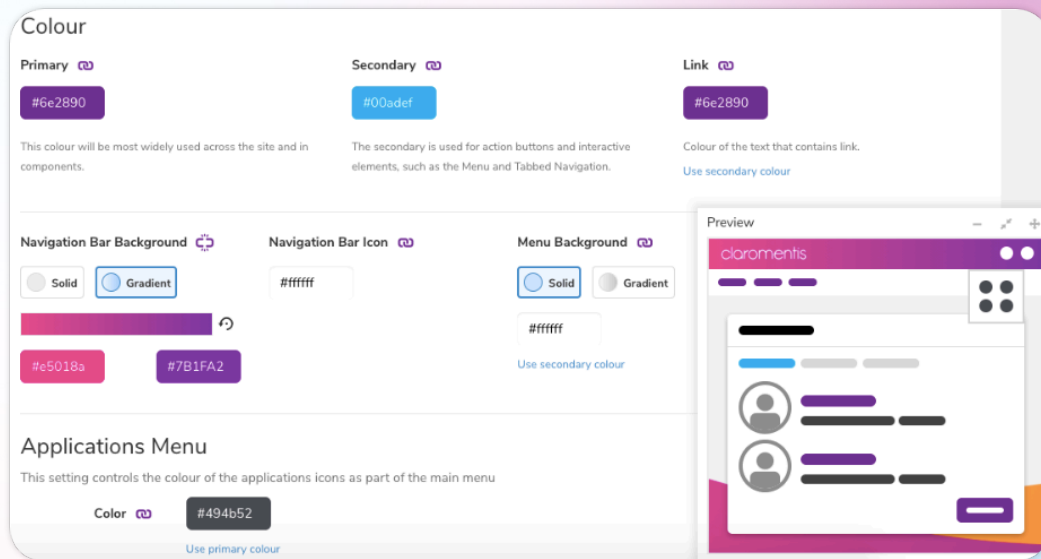 Colour
Primary
Secondary
Link
#6e2890
#00adef
#6e2890
This colour will be most widely used across the site and in
components.
The secondary is used for action buttons and interactive
elements, such as the Menu and Tabbed Navigation.
Colour of the text that contains link.
Use secondary colour
Navigation Bar Background
Navigation Bar Icon
Menu Background
Solid
Gradient
#ffffff
Solid
Gradient
#ffffff
#e5018a
#7B1FA2
Use secondary colour
Preview
claromentis
Applications Menu
This setting controls the colour of the applications icons as part of the main menu
Color
#494b52
Use primary colour